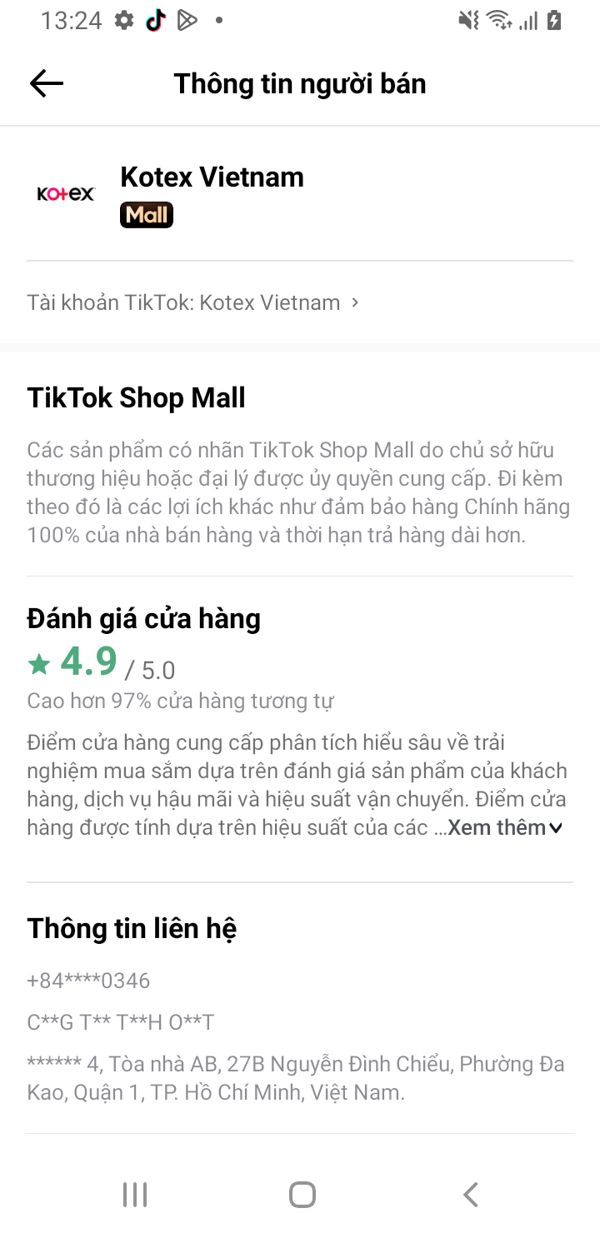 13:24
Thông tin người bán
Kotex
Kotex Vietnam
Mall
Tài khoản TikTok: Kotex Vietnam
TikTok Shop Mall
Các sản phẩm có nhãn TikTok Shop Mall do chủ sở hữu
thương hiệu hoặc đại lý được ủy quyền cung cấp. Đi kèm
theo đó là các lợi ích khác như đảm bảo hàng Chính hãng
100% của nhà bán hàng và thời hạn trả hàng dài hơn.
Đánh giá cửa hàng
4.9 / 5.0
Cao hơn 97% cửa hàng tương tự
Điểm cửa hàng cung cấp phân tích hiểu sâu về trải
nghiệm mua sắm dựa trên đánh giá sản phẩm của khách
hàng, dịch vụ hậu mãi và hiệu suất vận chuyển. Điểm cửa
hàng được tính dựa trên hiệu suất của các ...Xem thêm
Thông tin liên hệ
+84****0346
C**G T** T**H O**T
****** 4, Tòa nhà AB, 27B Nguyễn Đình Chiểu, Phường Đa
Kao, Quận 1, TP. Hồ Chí Minh, Việt Nam.